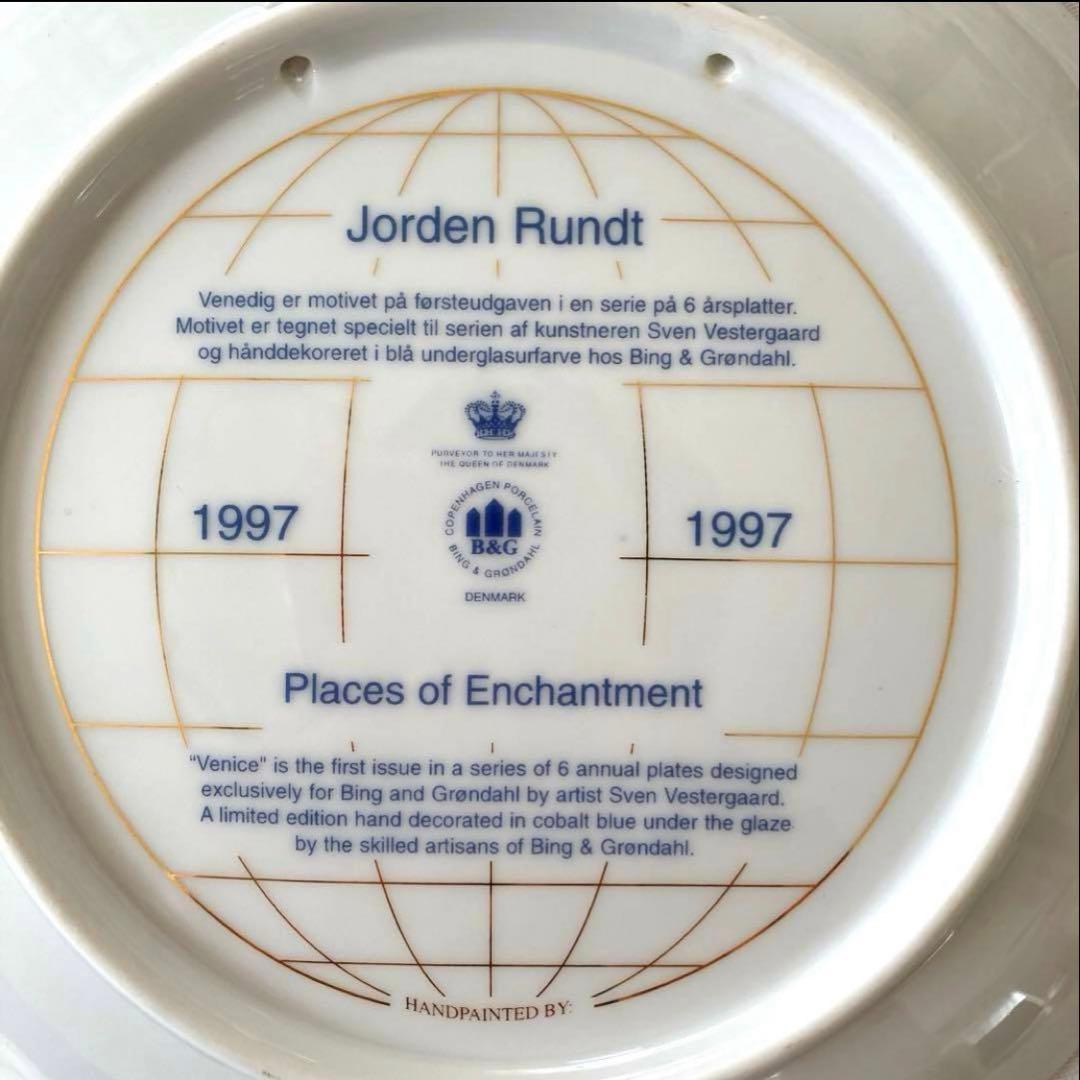 Jorden Rundt
Venedig er motivet på førsteudgaven i en serie på 6 årsplatter.
Motivet er tegnet specielt til serien af kunstneren Sven Vestergaard
og hånddekoreret i blå underglasurfarve hos Bing & Grøndahl.
PURVEYOR TO HER MAJESTY
THE QUEEN OF DENMARK
1997
COPENHAGEN PORCELAIN
B&G
BING & GRØNDAHL
1997
DENMARK
Places of Enchantment
"Venice" is the first issue in a series of 6 annual plates designed
exclusively for Bing and Grøndahl by artist Sven Vestergaard.
A limited edition hand decorated in cobalt blue under the glaze
by the skilled artisans of Bing & Grøndahl.
HANDPAINTED BY: